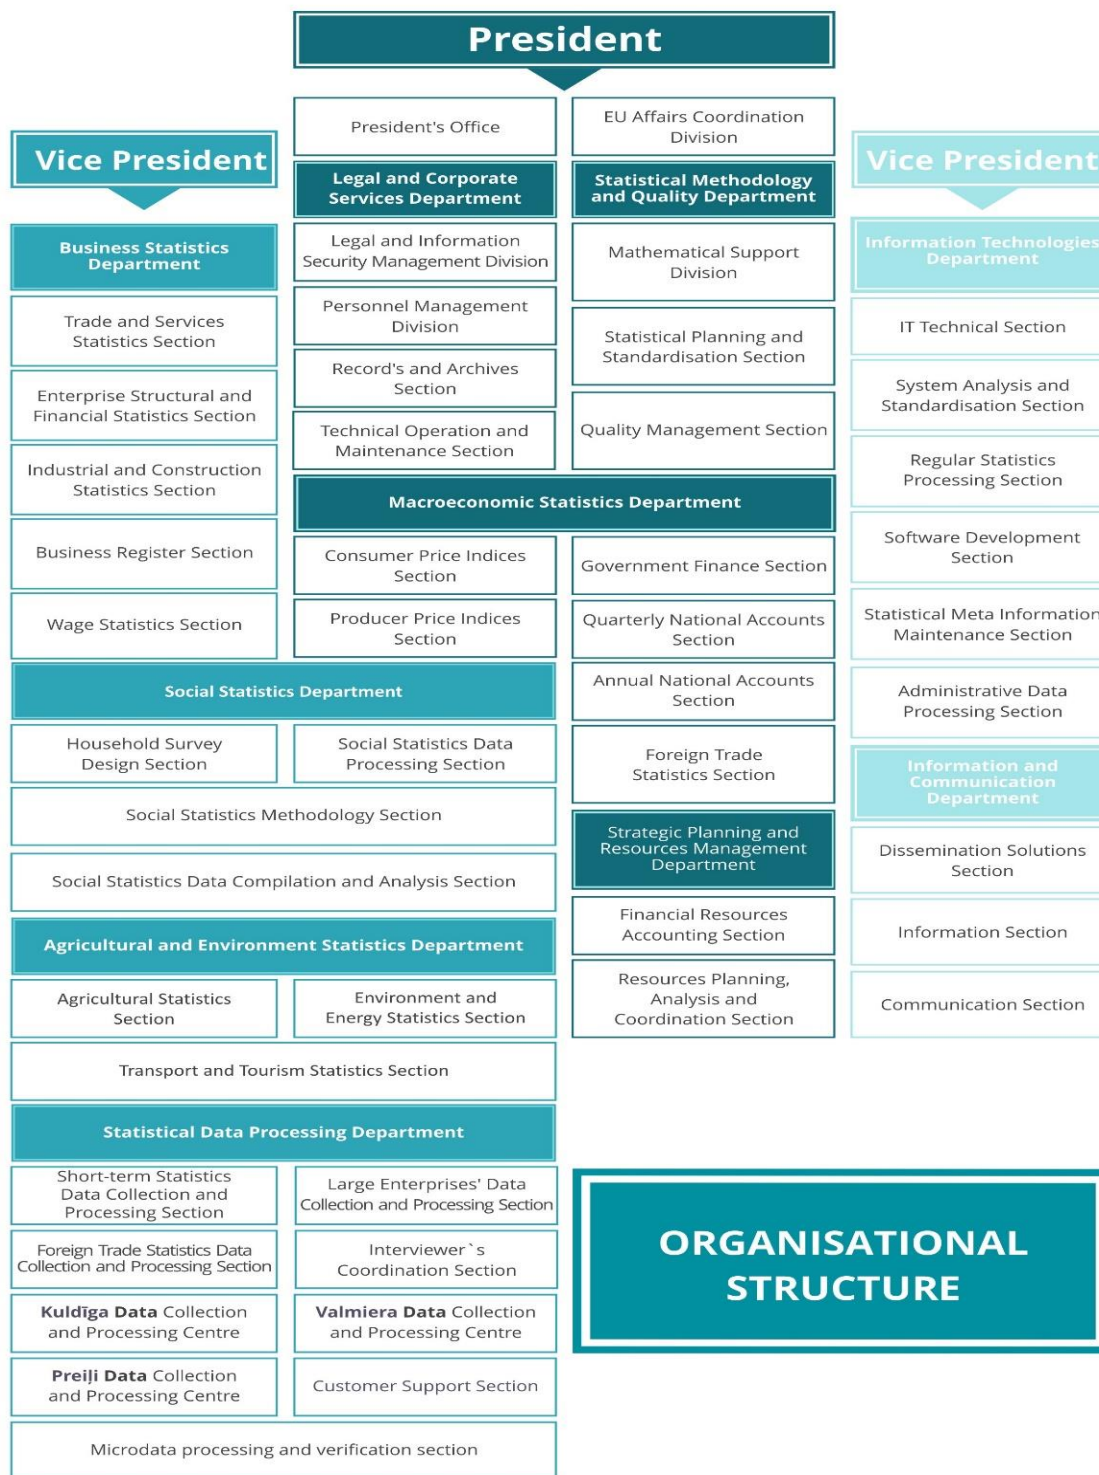 President
President's Office
EU Affairs Coordination
Division
Vice President
Business Statistics
Department
Trade and Services
Statistics Section
Enterprise Structural and
Financial Statistics Section
Industrial and Construction
Statistics Section
Business Register Section
Wage Statistics Section
Legal and Corporate
Services Department
Legal and Information
Security Management Division
Personnel Management
Division
Record's and Archives
Section
Technical Operation and
Maintenance Section
Statistical Methodology
and Quality Department
Mathematical Support
Division
Statistical Planning and
Standardisation Section
Quality Management Section
Macroeconomic Statistics Department
Consumer Price Indices
Section
Producer Price Indices
Section
Government Finance Section
Quarterly National Accounts
Section
Annual National Accounts
Section
Foreign Trade
Statistics Section
Strategic Planning and
Resources Management
Department
Financial Resources
Accounting Section
Resources Planning,
Analysis and
Coordination Section
Vice President
Information Technologies
Department
IT Technical Section
System Analysis and
Standardisation Section
Regular Statistics
Processing Section
Software Development
Section
Statistical Meta Information
Maintenance Section
Administrative Data
Processing Section
Information and
Communication
Department
Dissemination Solutions
Section
Information Section
Communication Section
Social Statistics Department
Household Survey
Design Section
Social Statistics Data
Processing Section
Social Statistics Methodology Section
Social Statistics Data Compilation and Analysis Section
Agricultural and Environment Statistics Department
Agricultural Statistics
Section
Environment and
Energy Statistics Section
Transport and Tourism Statistics Section
Statistical Data Processing Department
Short-term Statistics
Data Collection and
Processing Section
Large Enterprises' Data
Collection and Processing Section
Foreign Trade Statistics Data
Collection and Processing Section
Interviewer`s
Coordination Section
Kuldīga Data Collection
and Processing Centre
Valmiera Data Collection
and Processing Centre
Preiļi Data Collection
and Processing Centre
Customer Support Section
Microdata processing and verification section
ORGANISATIONAL
STRUCTURE